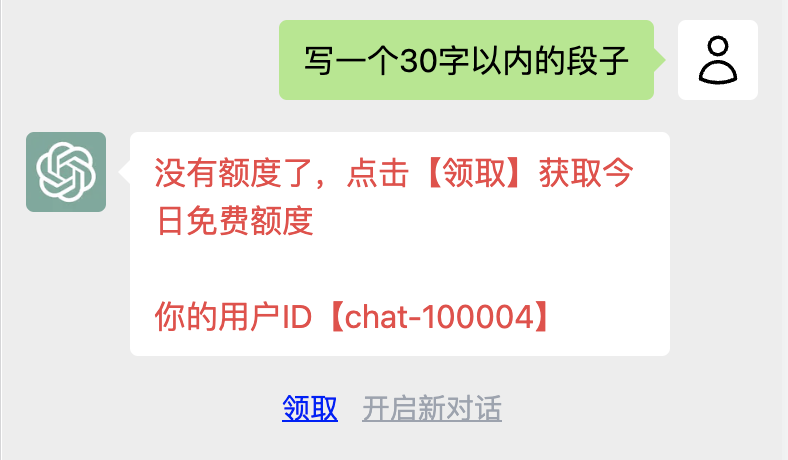 写一个30字以内的段子
没有额度了，点击【领取】获取今
日免费额度
你的用户ID【chat-100004】
领取 开启新对话